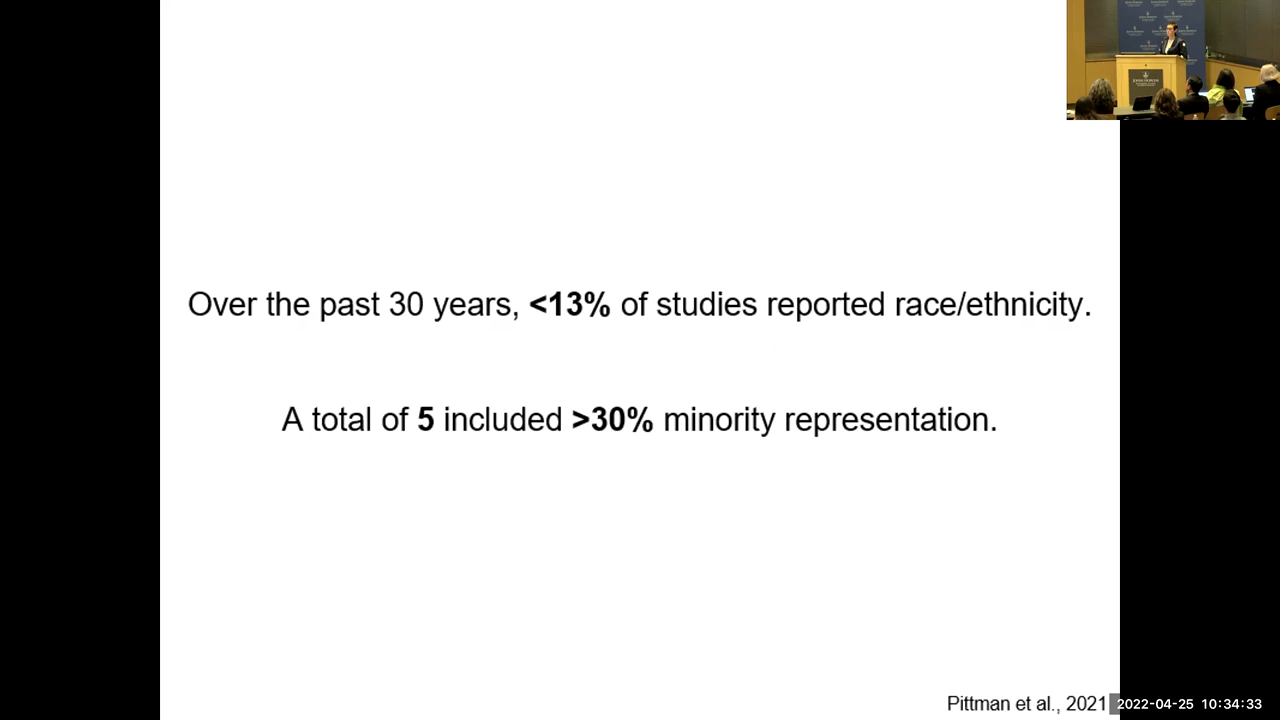 Over the past 30 years, <13% of studies reported race/ethnicity.
A total of 5 included >30% minority representation.
Pittman et al., 2021
2022-04-25 10:34:33